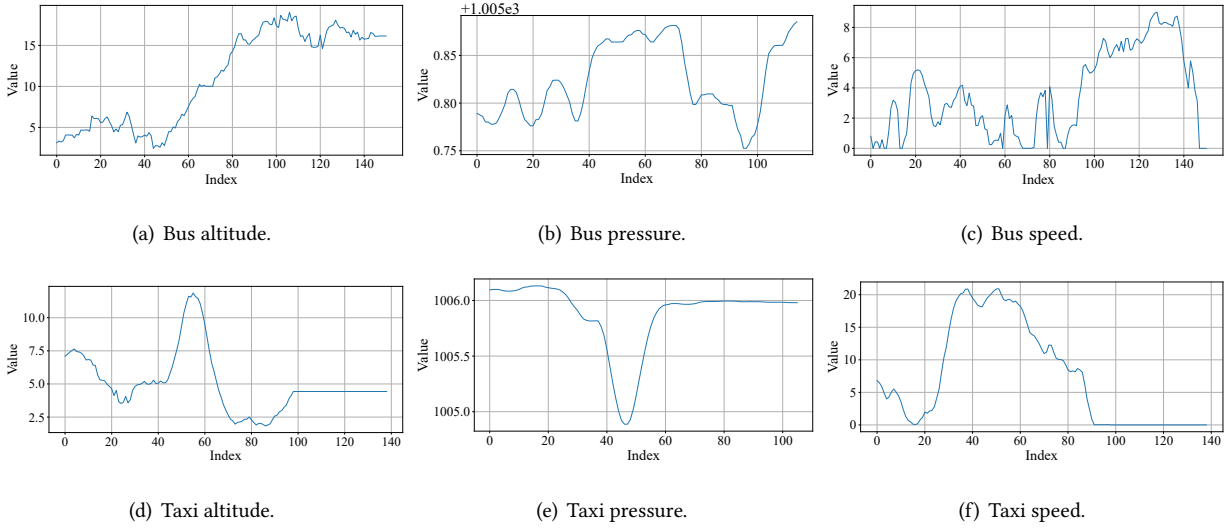 +1.005e3
15
10
5
Value
0 20 40 60 80 100 120 140
Index
0.85
0.80
0.75
Value
0 20 40 60 80 100
Index
8
6
4
2
0
Value
0 20 40 60 80 100 120 140
Index
(a) Bus altitude.
(b) Bus pressure.
(c) Bus speed.
10.0
7.5
5.0
2.5
Value
0 20 40 60 80 100 120 140
Index
1006.0
1005.5
1005.0
Value
0 20 40 60 80 100
Index
20
15
10
5
0
Value
0 20 40 60 80 100 120 140
Index
(d) Taxi altitude.
(e) Taxi pressure.
(f) Taxi speed.